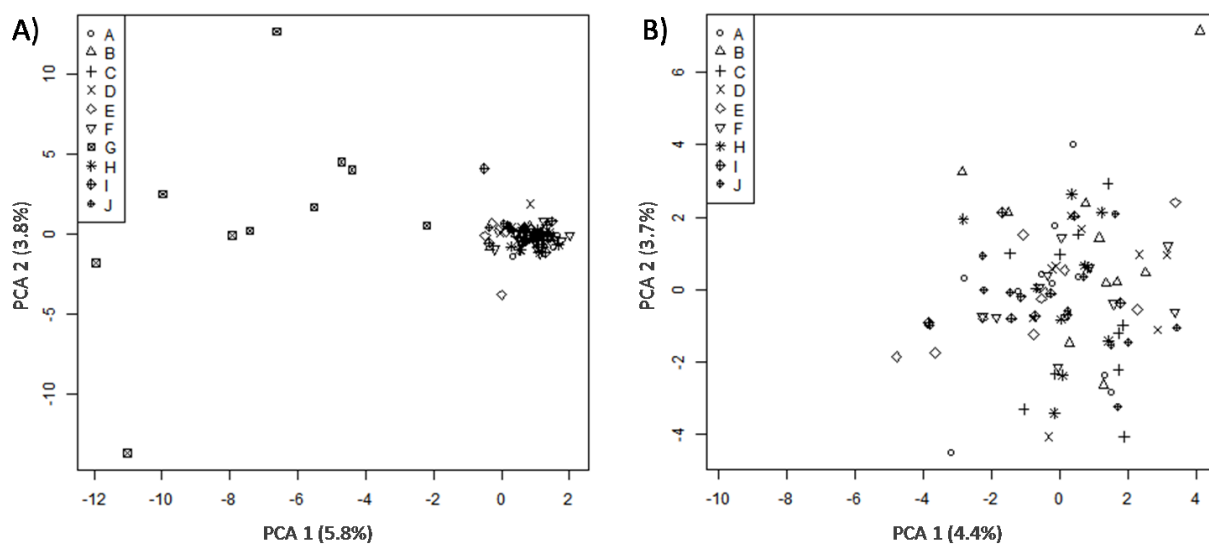 A)
A
B
C
D
E
F
G
H
I
J
10
5
0
-5
-10
PCA 2 (3.8%)
-12 -10 -8 -6 -4 -2 0 2
PCA 1 (5.8%)
B)
A
B
C
D
E
F
H
I
J
6
4
2
0
-2
-4
PCA 2 (3.7%)
-10 -8 -6 -4 -2 0 2 4
PCA 1 (4.4%)